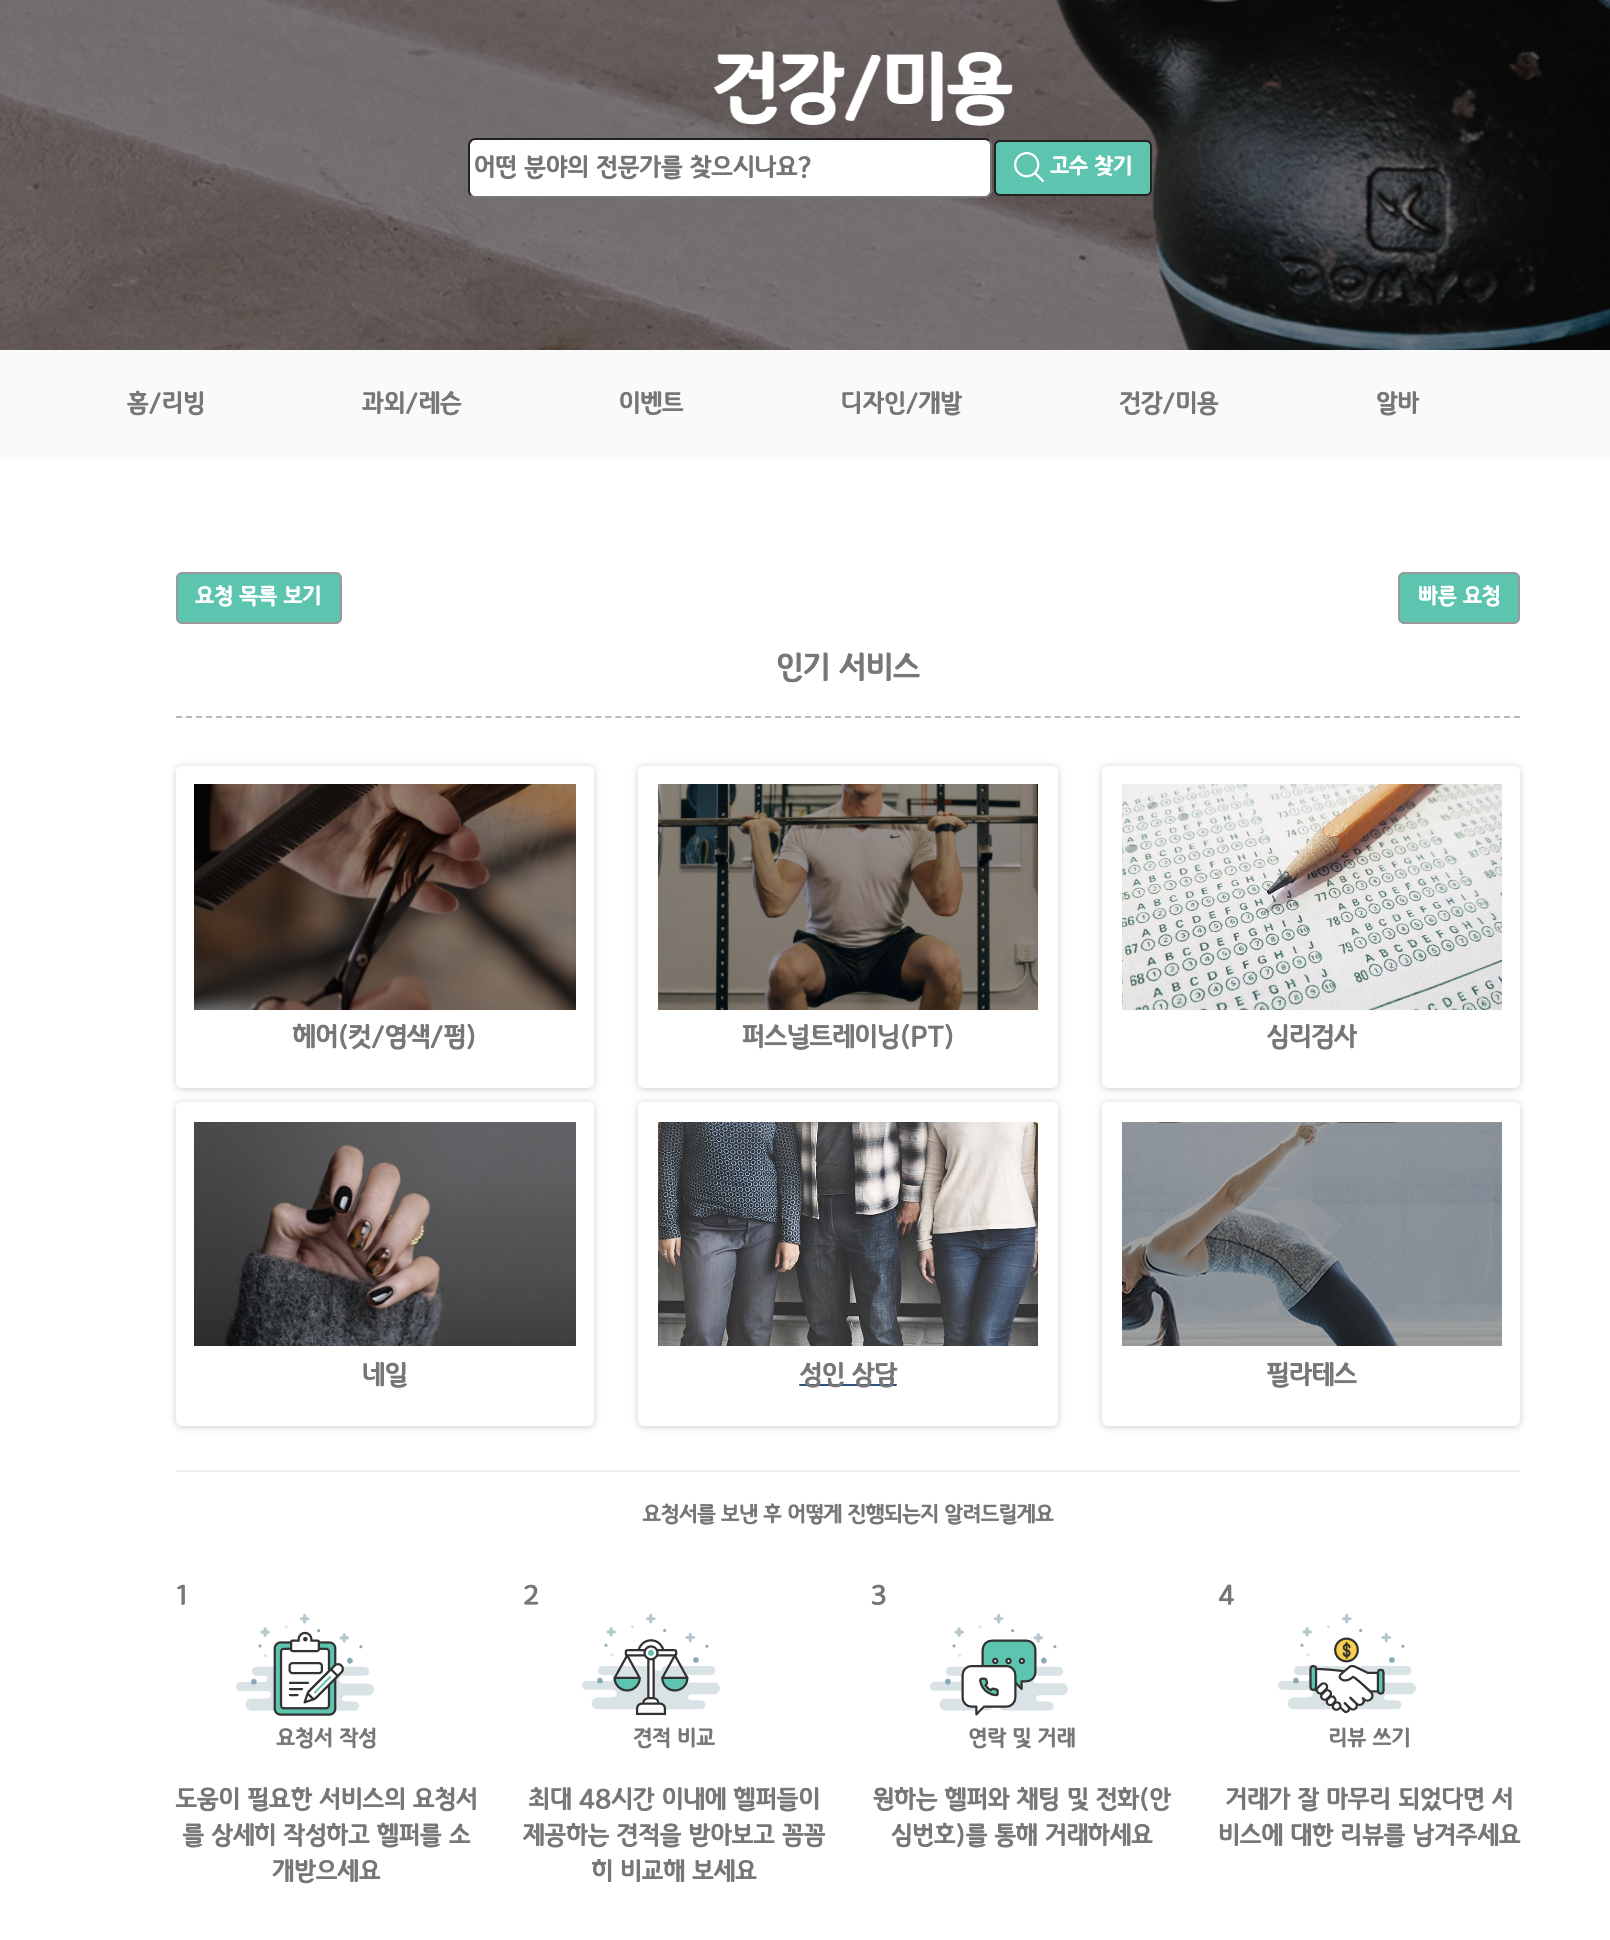 건강/미용
어떤 분야의 전문가를 찾으시나요?
고수 찾기
홈/리빙 과외/레슨 이벤트 디자인/개발 건강/미용 알바
요청 목록 보기 빠른 요청
인기 서비스
헤어(컷/염색/펌) 퍼스널트레이닝(PT) 심리검사
네일 성인 상담 필라테스
요청서를 보낸 후 어떻게 진행되는지 알려드릴게요
1
요청서 작성
도움이 필요한 서비스의 요청서
를 상세히 작성하고 헬퍼를 소
개받으세요
2
견적 비교
최대 48시간 이내에 헬퍼들이
제공하는 견적을 받아보고 꼼꼼
히 비교해 보세요
3
연락 및 거래
원하는 헬퍼와 채팅 및 전화(안
심번호)를 통해 거래하세요
4
리뷰 쓰기
거래가 잘 마무리 되었다면 서
비스에 대한 리뷰를 남겨주세요